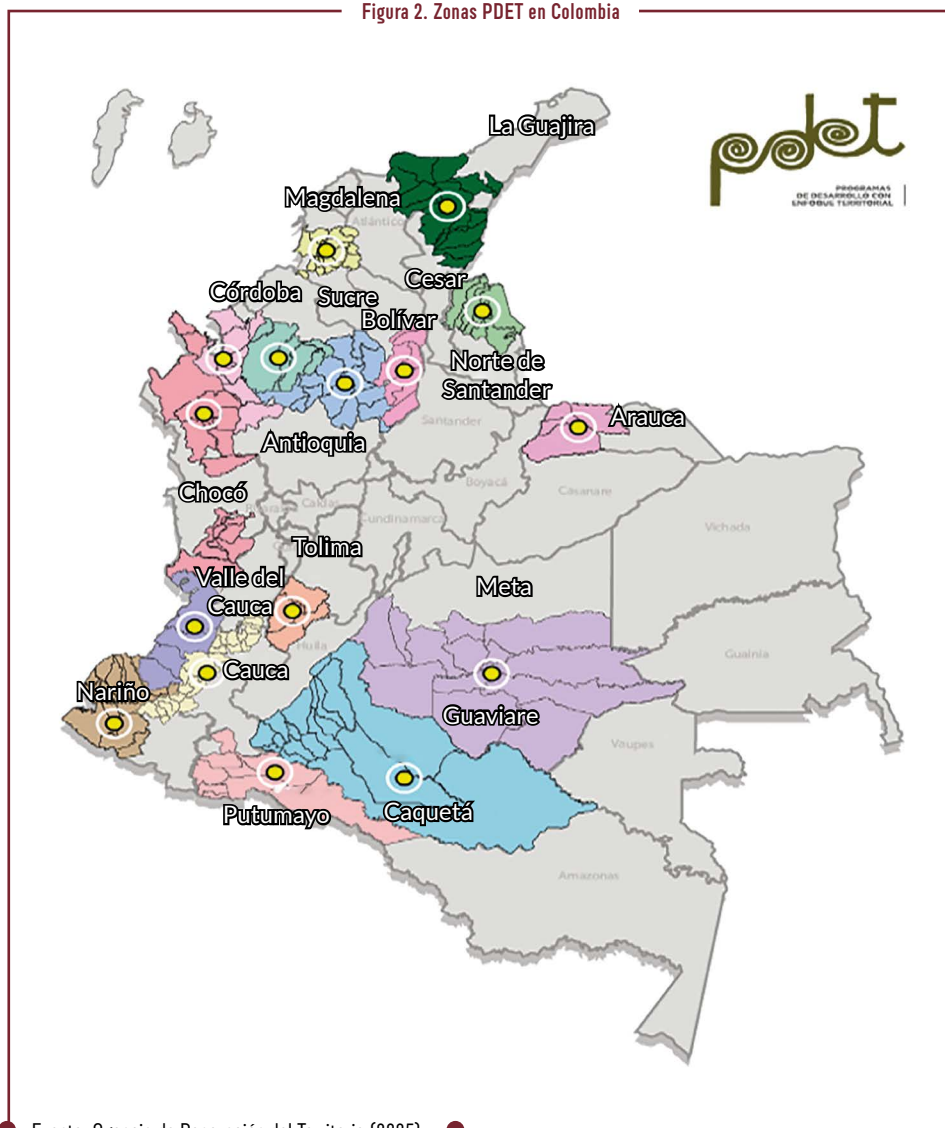 Figura 2. Zonas PDET en Colombia
pdet
PROGRAMAS
DE DESARROLLO CON
ENFOQUE TERRITORIAL
La Guajira
Magdalena
Atlántico
Cesar
Córdoba
Sucre
Bolívar
Norte de
Santander
Santander
Arauca
Antioquia
Boyacá
Casanare
Chocó
Caldas
Cundinamarca
Vichada
Tolima
Valle del
Cauca
Meta
Huila
Guainía
Cauca
Nariño
Guaviare
Vaupes
Putumayo
Caquetá
Amazonas